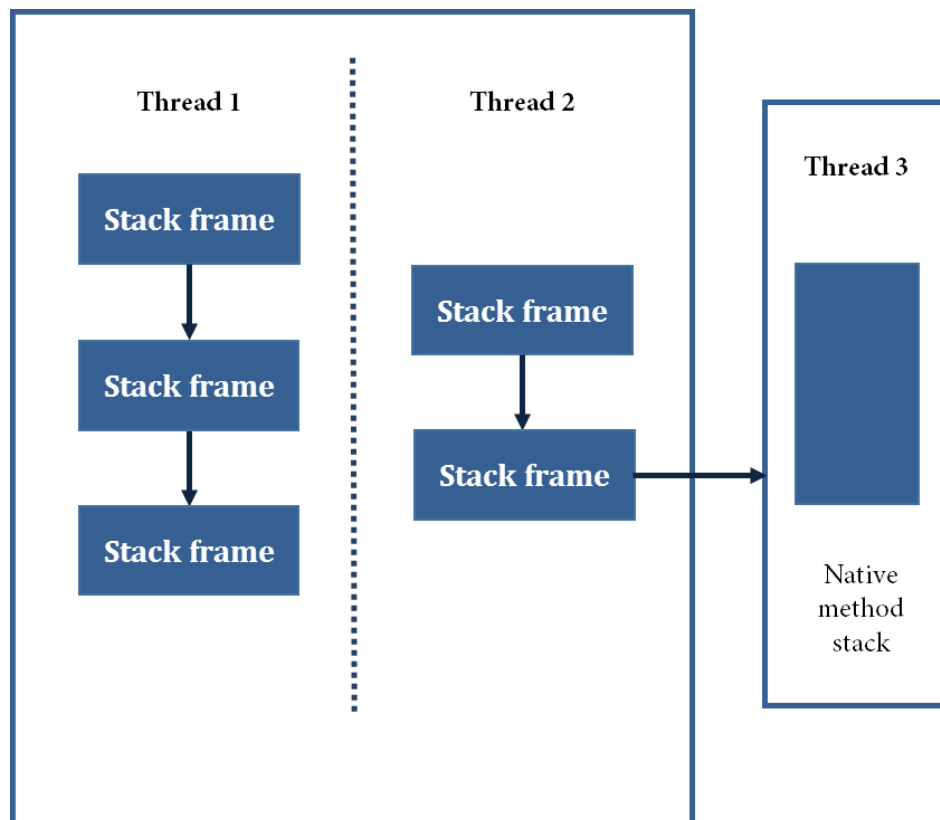 Thread 1
Stack frame
Stack frame
Stack frame
Thread 2
Stack frame
Stack frame
Thread 3
Native
method
stack